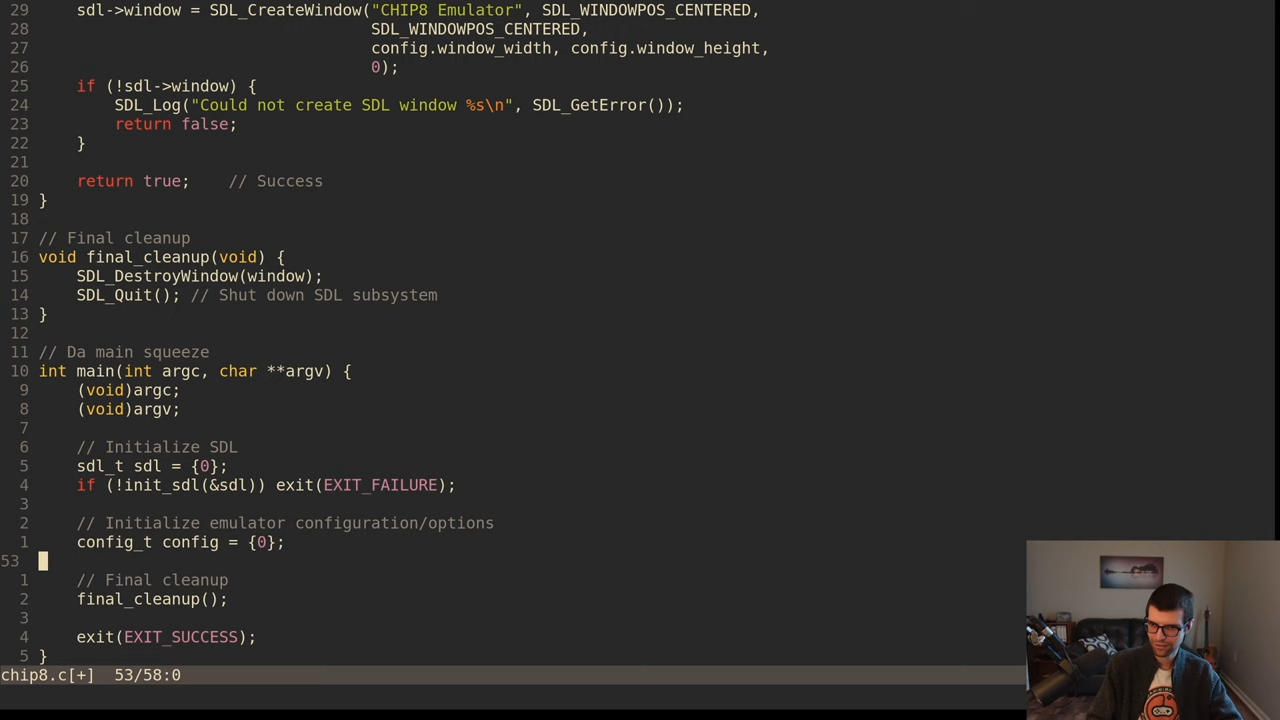 29     sdl->window = SDL_CreateWindow("CHIP8 Emulator", SDL_WINDOWPOS_CENTERED,
28                                    SDL_WINDOWPOS_CENTERED,
27                                    config.window_width, config.window_height,
26                                    0);
25     if (!sdl->window) {
24         SDL_Log("Could not create SDL window %s\n", SDL_GetError());
23         return false;
22     }
21
20     return true;    // Success
19 }
18
17 // Final cleanup
16 void final_cleanup(void) {
15     SDL_DestroyWindow(window);
14     SDL_Quit(); // Shut down SDL subsystem
13 }
12
11 // Da main squeeze
10 int main(int argc, char **argv) {
9     (void)argc;
8     (void)argv;
7
6     // Initialize SDL
5     sdl_t sdl = {0};
4     if (!init_sdl(&sdl)) exit(EXIT_FAILURE);
3
2     // Initialize emulator configuration/options
1     config_t config = {0};
53
1     // Final cleanup
2     final_cleanup();
3
4     exit(EXIT_SUCCESS);
5 }
chip8.c[+]  53/58:0